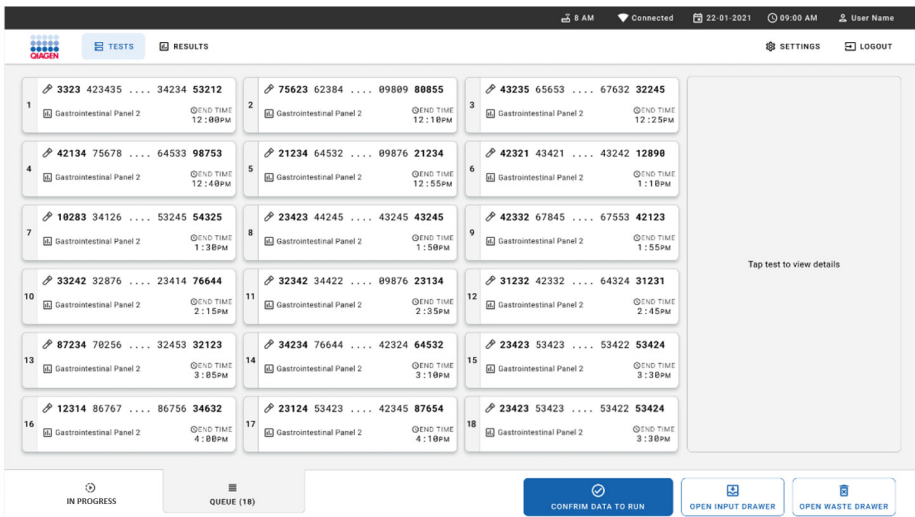 8 AM Connected 22-01-2021 09:00 AM User Name
QIAGEN TESTS RESULTS SETTINGS LOGOUT
1 3323 423435 .... 34234 53212
Gastrointestinal Panel 2 END TIME 12:00PM
2 75623 62384 .... 09809 80855
Gastrointestinal Panel 2 END TIME 12:10PM
3 43235 65653 .... 67632 32245
Gastrointestinal Panel 2 END TIME 12:25PM
4 42134 75678 .... 64533 98753
Gastrointestinal Panel 2 END TIME 12:40PM
5 21234 64532 .... 09876 21234
Gastrointestinal Panel 2 END TIME 12:55PM
6 42321 43421 .... 43242 12890
Gastrointestinal Panel 2 END TIME 1:10PM
7 10283 34126 .... 53245 54325
Gastrointestinal Panel 2 END TIME 1:30PM
8 23423 44245 .... 43245 43245
Gastrointestinal Panel 2 END TIME 1:50PM
9 42332 67845 .... 67553 42123
Gastrointestinal Panel 2 END TIME 1:55PM
10 33242 32876 .... 23414 76644
Gastrointestinal Panel 2 END TIME 2:15PM
11 32342 34422 .... 09876 23134
Gastrointestinal Panel 2 END TIME 2:35PM
12 31232 42332 .... 64324 31231
Gastrointestinal Panel 2 END TIME 2:45PM
13 87234 70256 .... 32453 32123
Gastrointestinal Panel 2 END TIME 3:05PM
14 34234 76644 .... 42324 64532
Gastrointestinal Panel 2 END TIME 3:10PM
15 23423 53423 .... 53422 53424
Gastrointestinal Panel 2 END TIME 3:30PM
16 12314 86767 .... 86756 34632
Gastrointestinal Panel 2 END TIME 4:00PM
17 23124 53423 .... 42345 87654
Gastrointestinal Panel 2 END TIME 4:10PM
18 23423 53423 .... 53422 53424
Gastrointestinal Panel 2 END TIME 3:30PM
Tap test to view details
IN PROGRESS QUEUE (18) CONFRIM DATA TO RUN OPEN INPUT DRAWER OPEN WASTE DRAWER